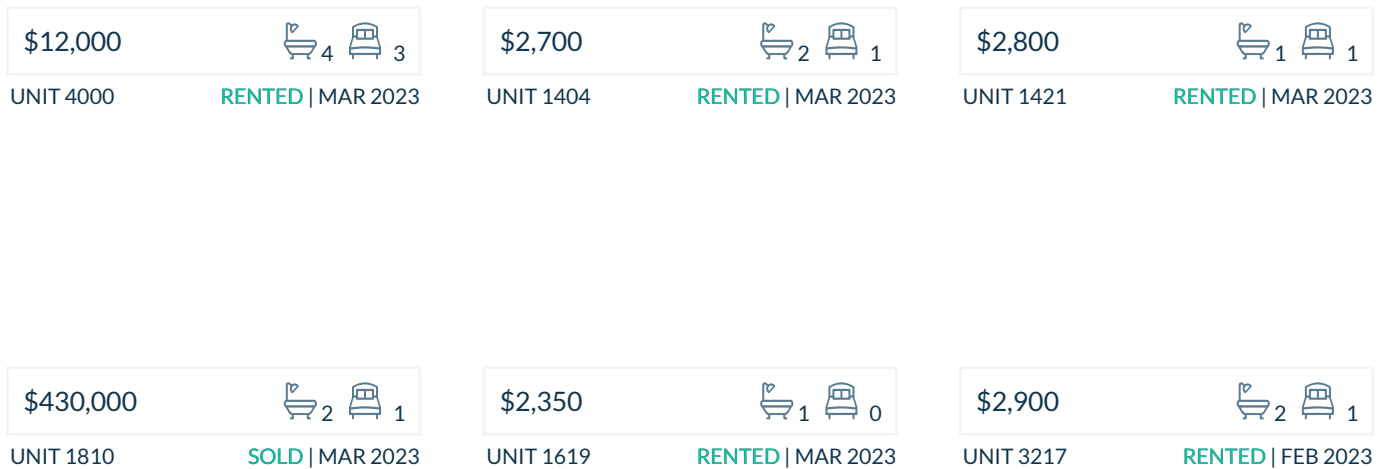 $12,000 4 3
UNIT 4000 RENTED | MAR 2023
$2,700 2 1
UNIT 1404 RENTED | MAR 2023
$2,800 1 1
UNIT 1421 RENTED | MAR 2023
$430,000 2 1
UNIT 1810 SOLD | MAR 2023
$2,350 1 0
UNIT 1619 RENTED | MAR 2023
$2,900 2 1
UNIT 3217 RENTED | FEB 2023